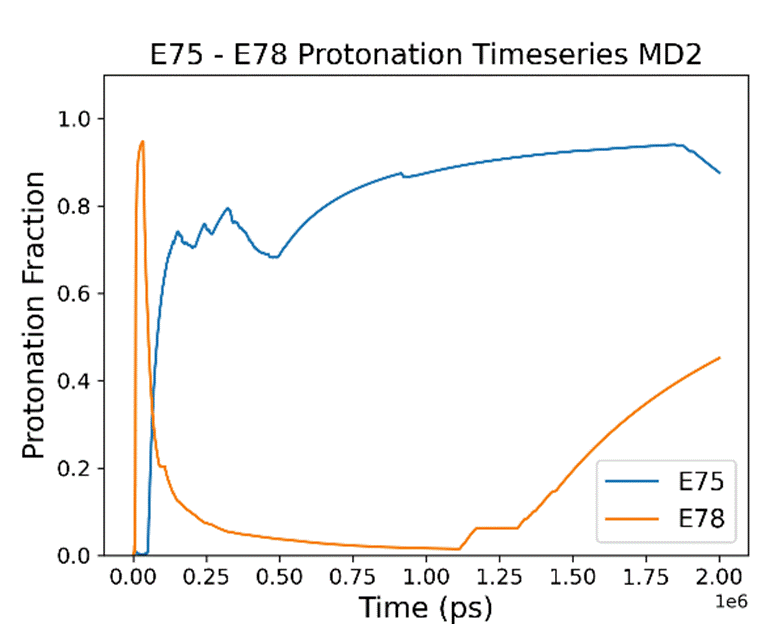 E75 - E78 Protonation Timeseries MD2
Protonation Fraction
1.0
0.8
0.6
0.4
0.2
0.0
0.00 0.25 0.50 0.75 1.00 1.25 1.50 1.75 2.00
1e6
Time (ps)
E75
E78